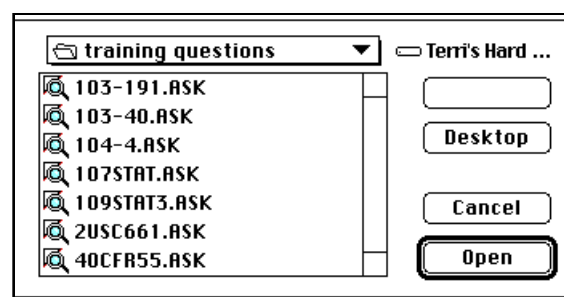 training questions
Terri's Hard ...
103-191.ASK
103-40.ASK
104-4.ASK
107STAT.ASK
109STAT3.ASK
2USC661.ASK
40CFR55.ASK
Desktop
Cancel
Open